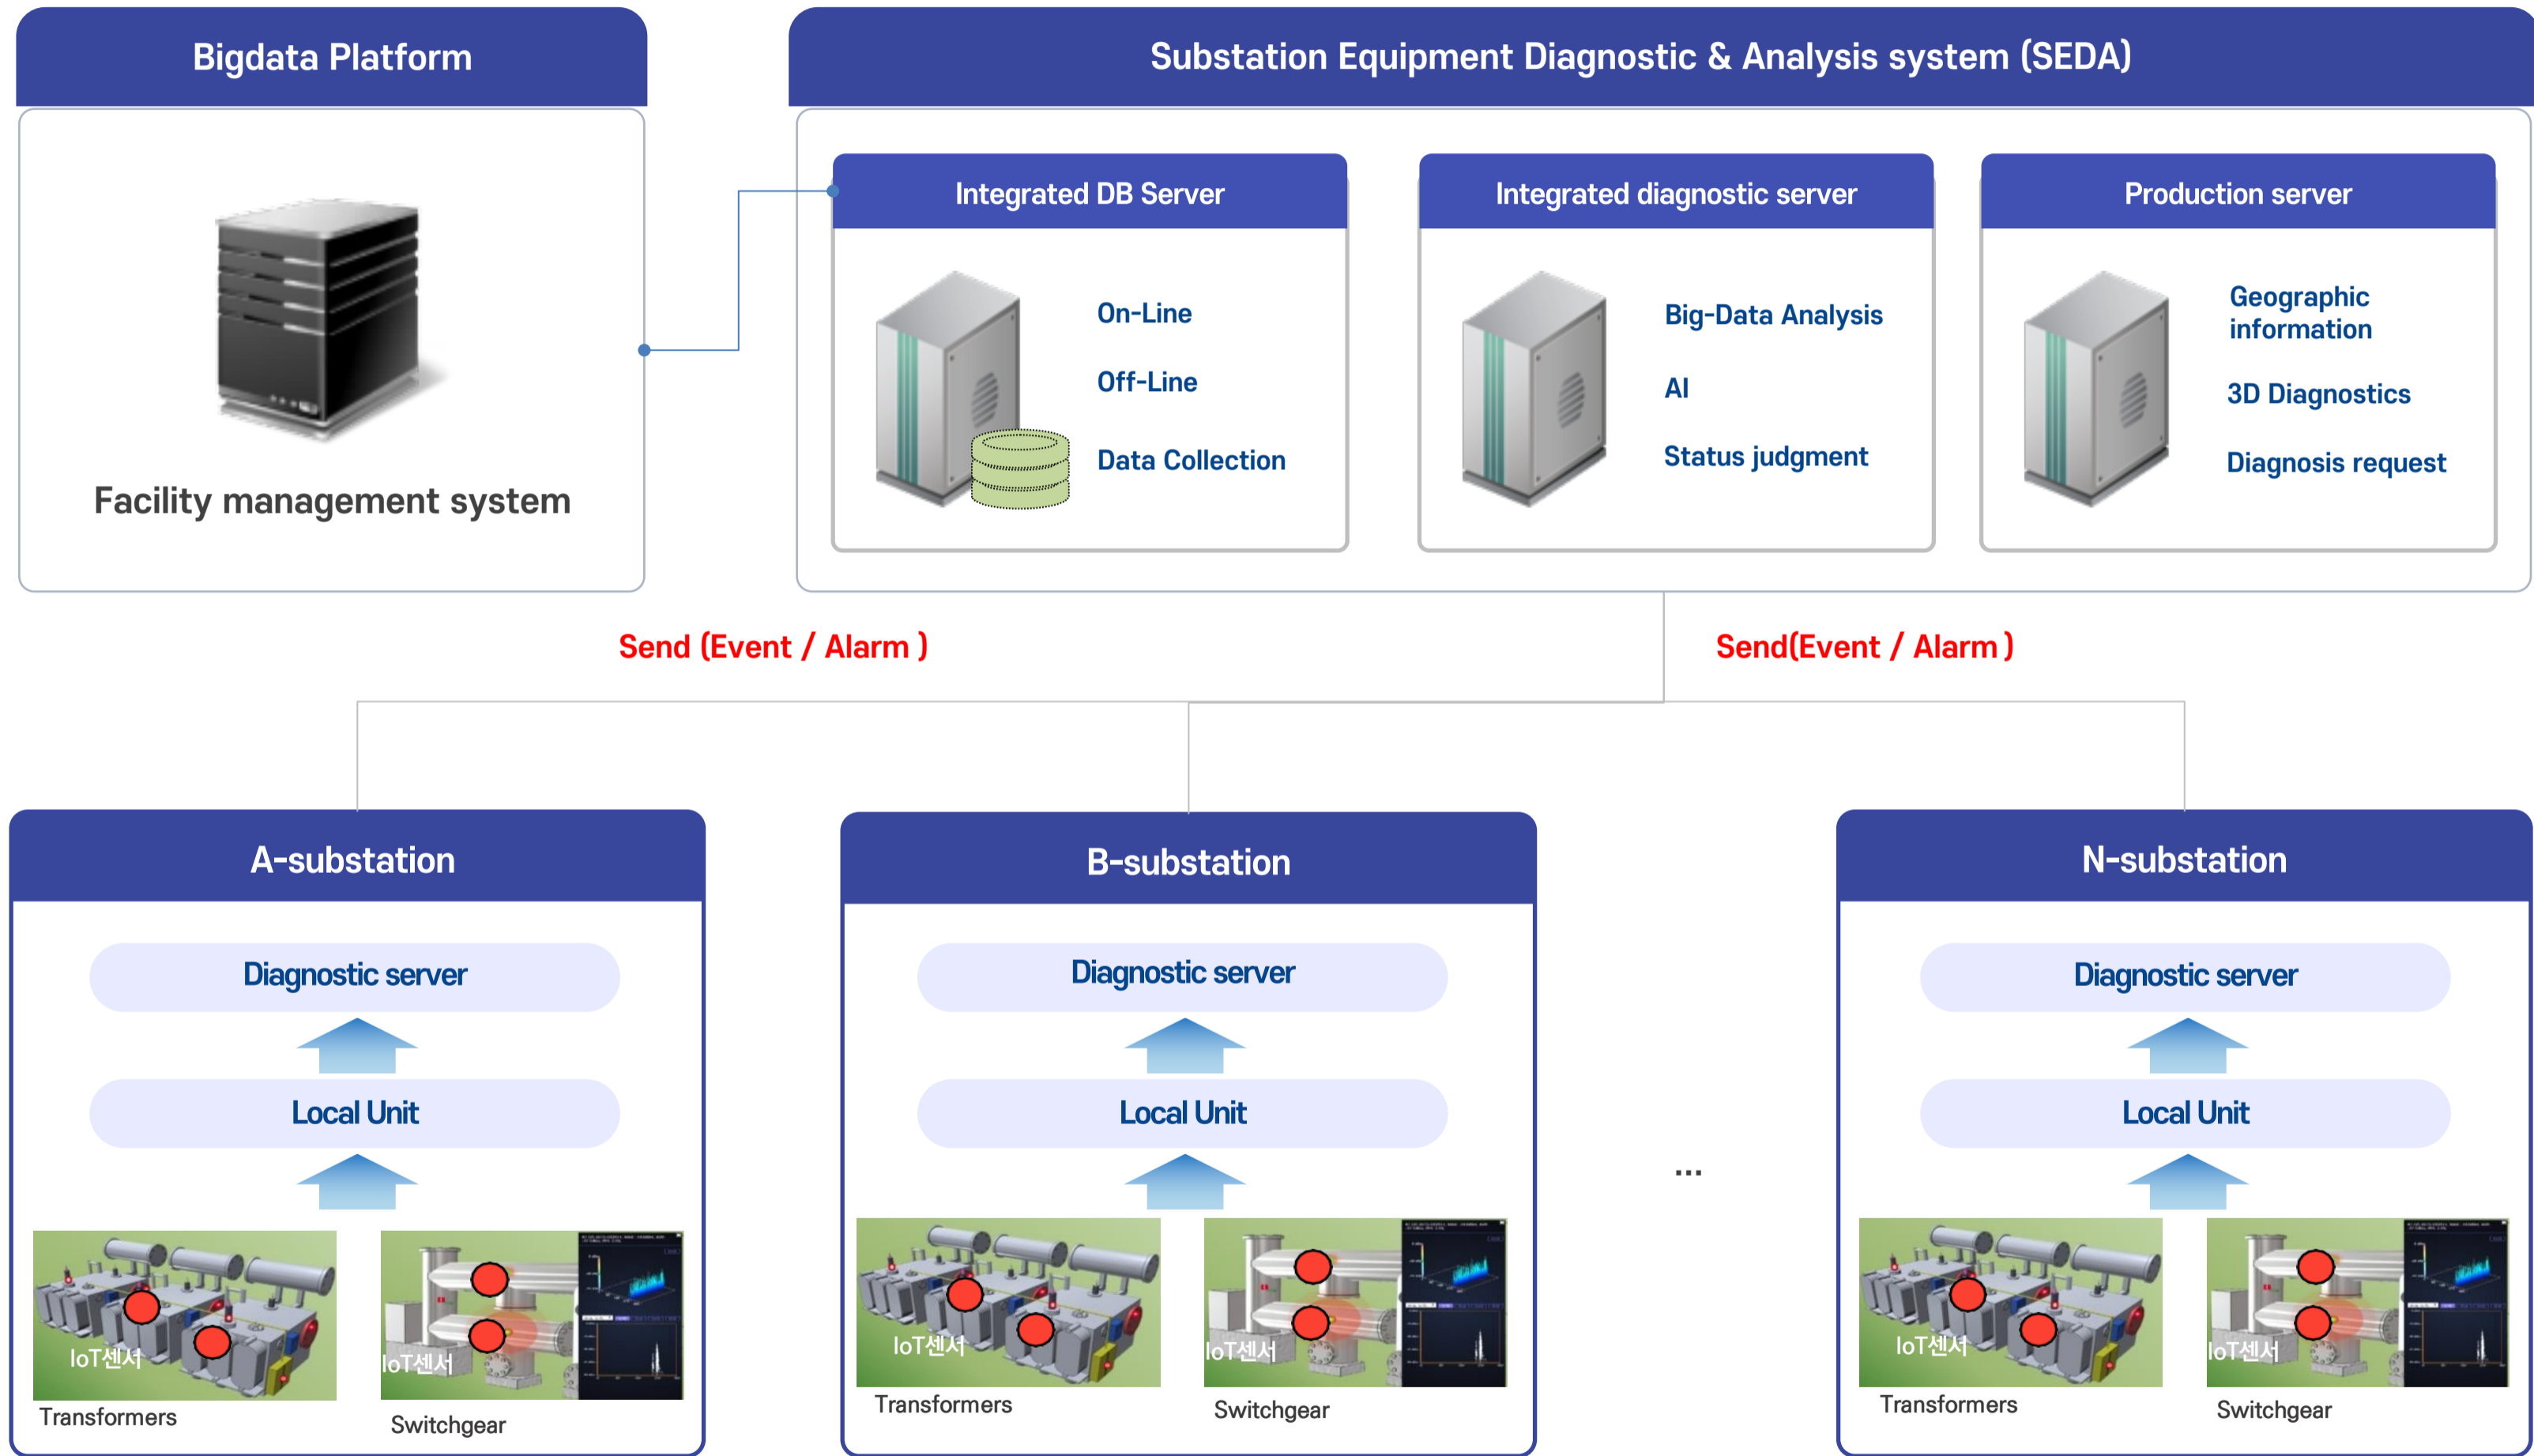 Bigdata Platform
Facility management system
Substation Equipment Diagnostic & Analysis system (SEDA)
Integrated DB Server
On-Line
Off-Line
Data Collection
Integrated diagnostic server
Big-Data Analysis
AI
Status judgment
Production server
Geographic
information
3D Diagnostics
Diagnosis request
Send (Event / Alarm )
Send(Event / Alarm )
A-substation
Diagnostic server
Local Unit
IoT센서
IoT센서
Transformers
Switchgear
B-substation
Diagnostic server
Local Unit
IoT센서
IoT센서
Transformers
Switchgear
...
N-substation
Diagnostic server
Local Unit
IoT센서
IoT센서
Transformers
Switchgear